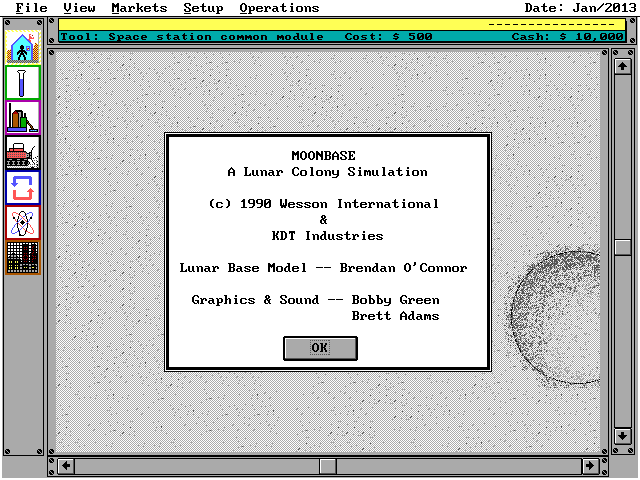 File View Markets Setup Operations Date: Jan/2013
Tool: Space station common module Cost: $ 500 Cash: $ 10,000
MOONBASE
A Lunar Colony Simulation
(c) 1990 Wesson International
&
KDT Industries
Lunar Base Model -- Brendan O'Connor
Graphics & Sound -- Bobby Green
Brett Adams
OK